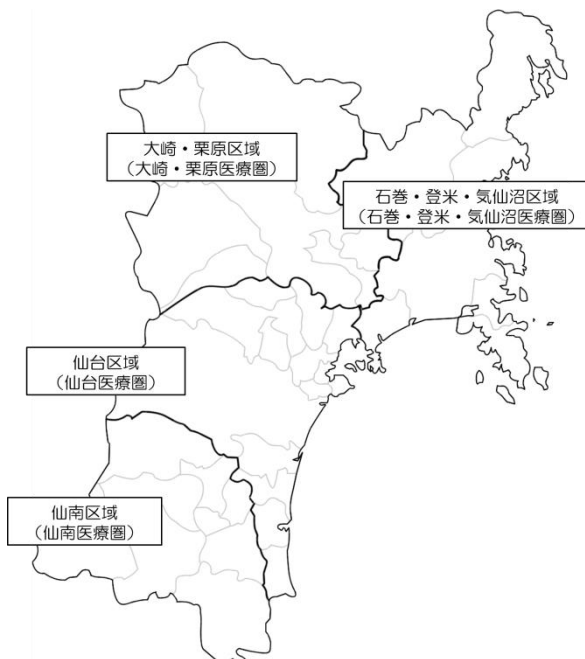 大崎・栗原区域
（大崎・栗原医療圏）
石巻・登米・気仙沼区域
（石巻・登米・気仙沼医療圏）
仙台区域
（仙台医療圏）
仙南区域
（仙南医療圏）